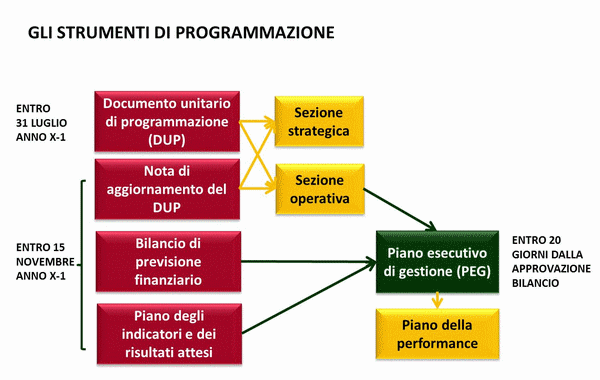 GLI STRUMENTI DI PROGRAMMAZIONE
ENTRO
31 LUGLIO
ANNO X-1
Documento unitario
di programmazione
(DUP)
Sezione
strategica
Nota di
aggiornamento del
DUP
Sezione
operativa
ENTRO 15
NOVEMBRE
ANNO X-1
Bilancio di
previsione
finanziario
Piano esecutivo
di gestione (PEG)
ENTRO 20
GIORNI DALLA
APPROVAZIONE
BILANCIO
Piano degli
indicatori e dei
risultati attesi
Piano della
performance